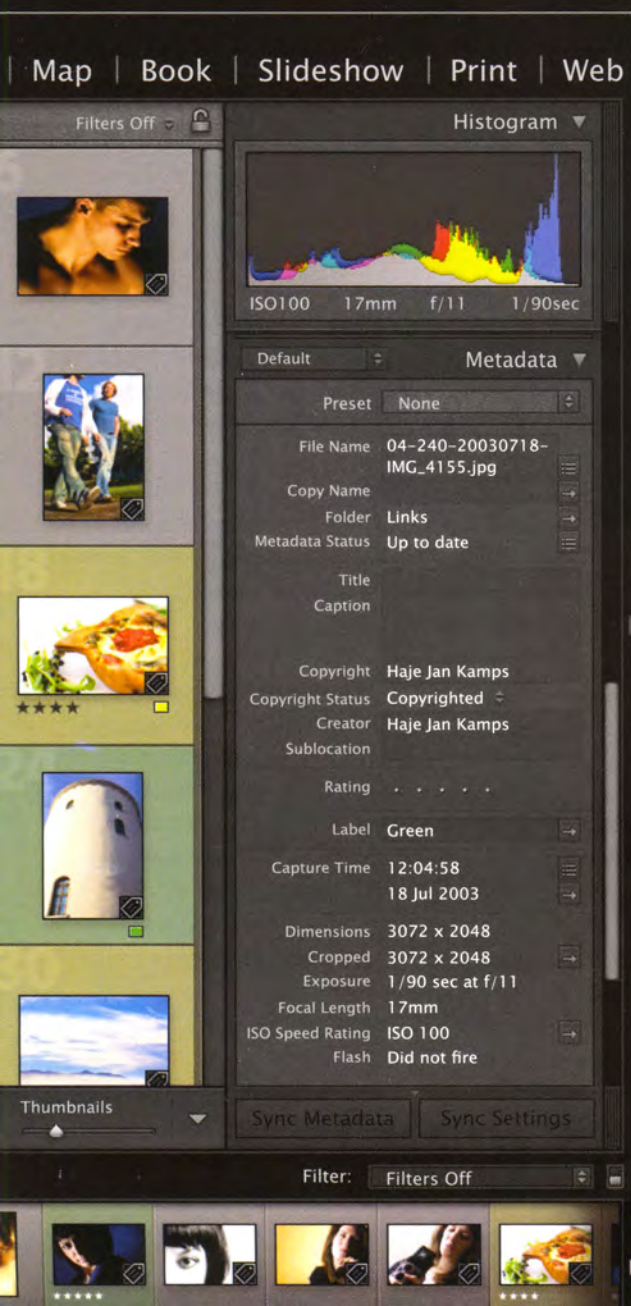 Map | Book | Slideshow | Print | Web
Filters Off
Histogram
ISO100 17mm f/11 1/90sec
Default
Metadata
Preset None
File Name 04-240-20030718-
IMG_4155.jpg
Copy Name
Folder Links
Metadata Status Up to date
Title
Caption
Copyright Haje Jan Kamps
Copyright Status Copyrighted
Creator Haje Jan Kamps
Sublocation
Rating . . . . .
Label Green
Capture Time 12:04:58
18 Jul 2003
Dimensions 3072 x 2048
Cropped 3072 x 2048
Exposure 1/90 sec at f/11
Focal Length 17mm
ISO Speed Rating ISO 100
Flash Did not fire
Thumbnails
Sync Metadata Sync Settings
Filter: Filters Off